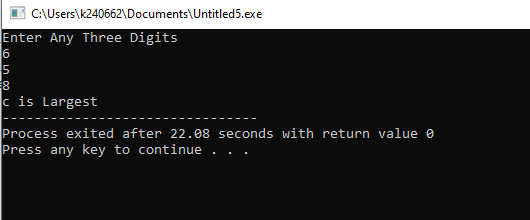 C:\Users\k240662\Documents\Untitled5.exe
Enter Any Three Digits
6
5
8
c is Largest
--------------------------------
Process exited after 22.08 seconds with return value 0
Press any key to continue . . .